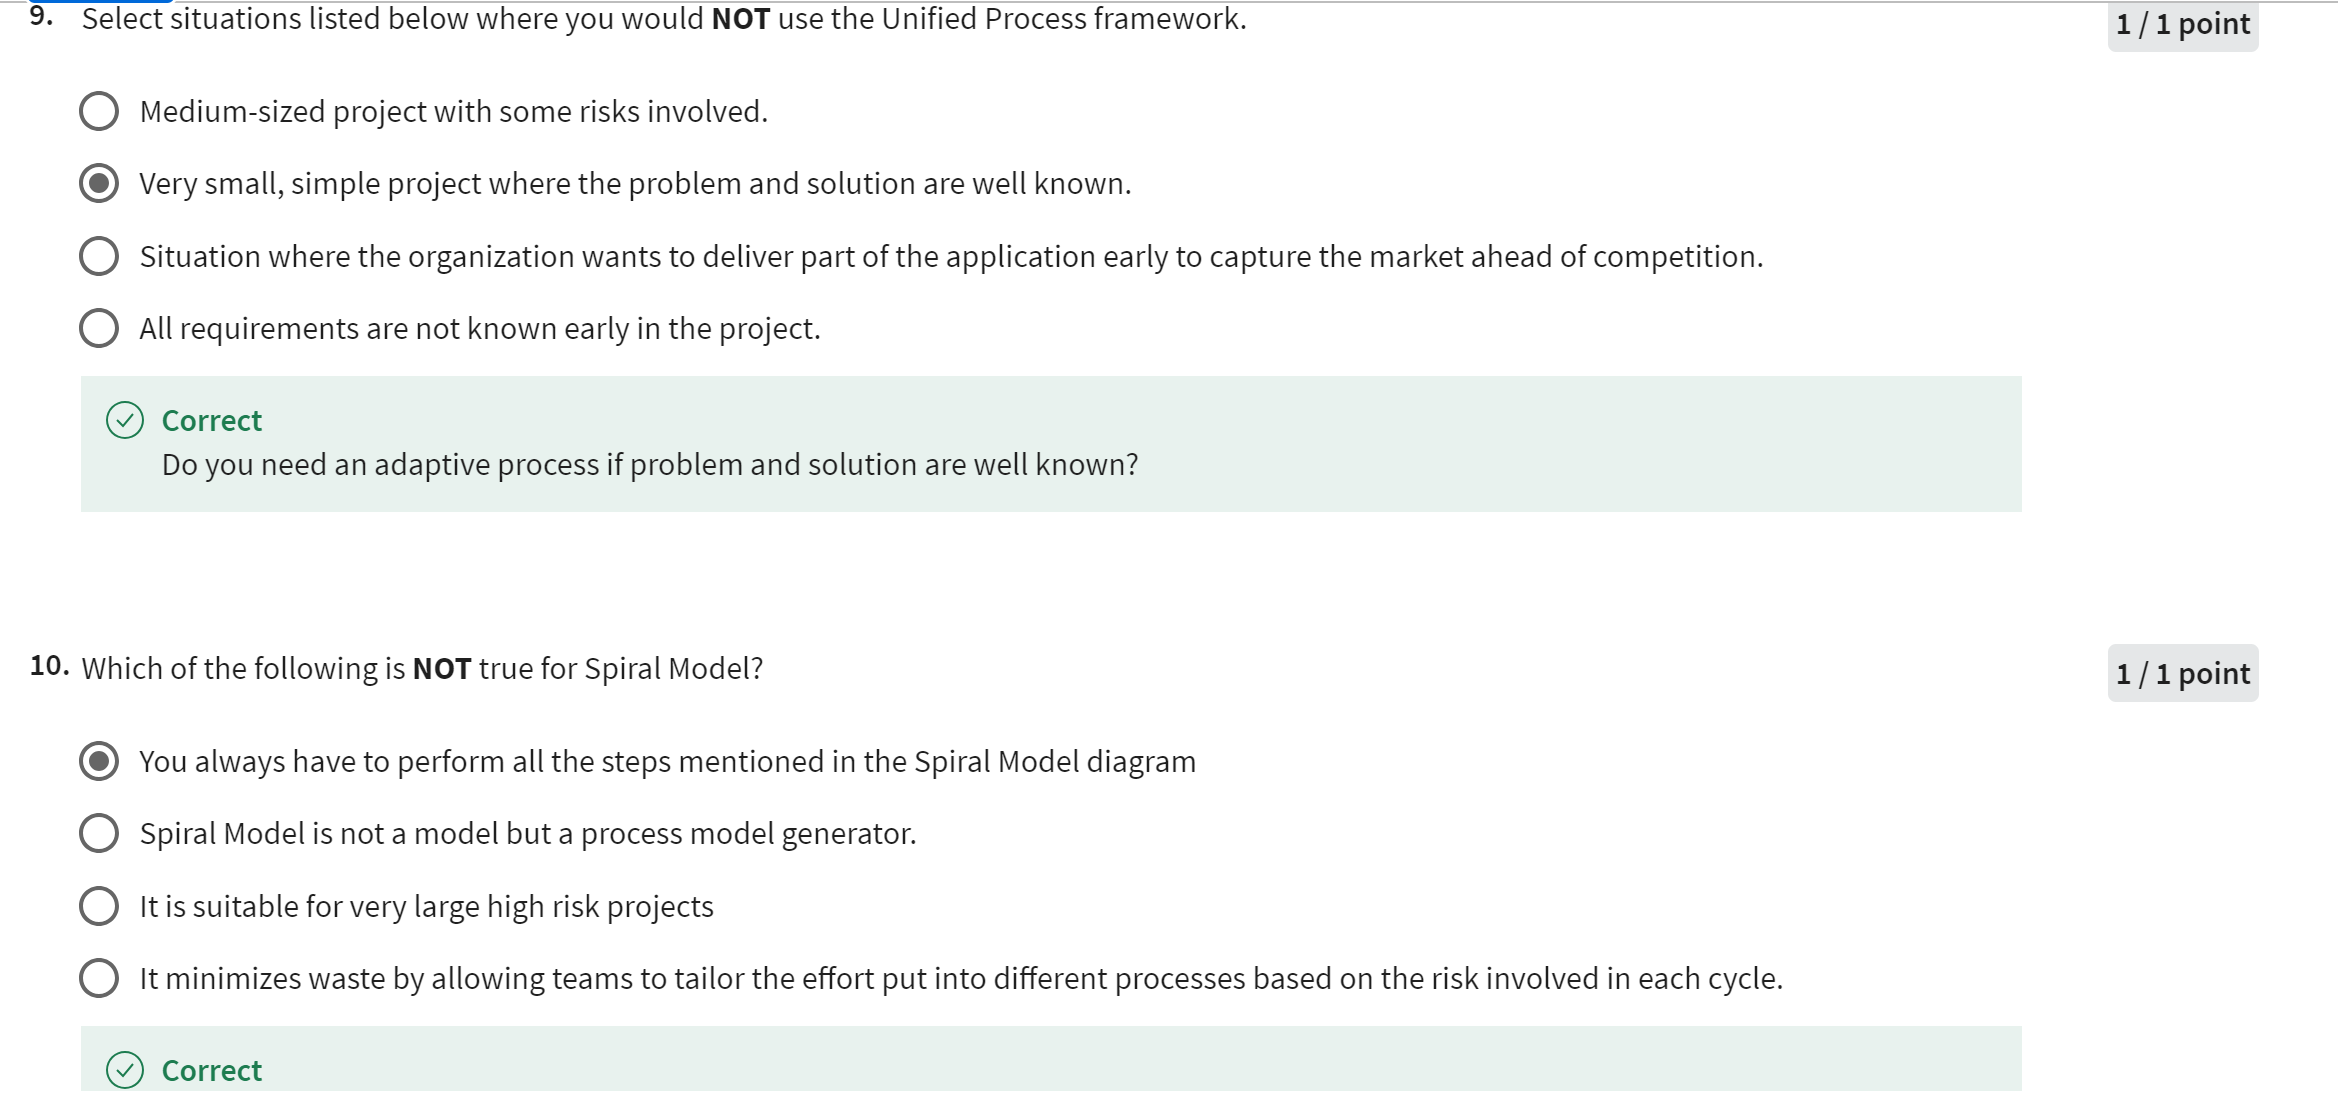 9. Select situations listed below where you would NOT use the Unified Process framework.
1 / 1 point
Medium-sized project with some risks involved.
Very small, simple project where the problem and solution are well known.
Situation where the organization wants to deliver part of the application early to capture the market ahead of competition.
All requirements are not known early in the project.
Correct
Do you need an adaptive process if problem and solution are well known?
10. Which of the following is NOT true for Spiral Model?
1 / 1 point
You always have to perform all the steps mentioned in the Spiral Model diagram
Spiral Model is not a model but a process model generator.
It is suitable for very large high risk projects
It minimizes waste by allowing teams to tailor the effort put into different processes based on the risk involved in each cycle.
Correct